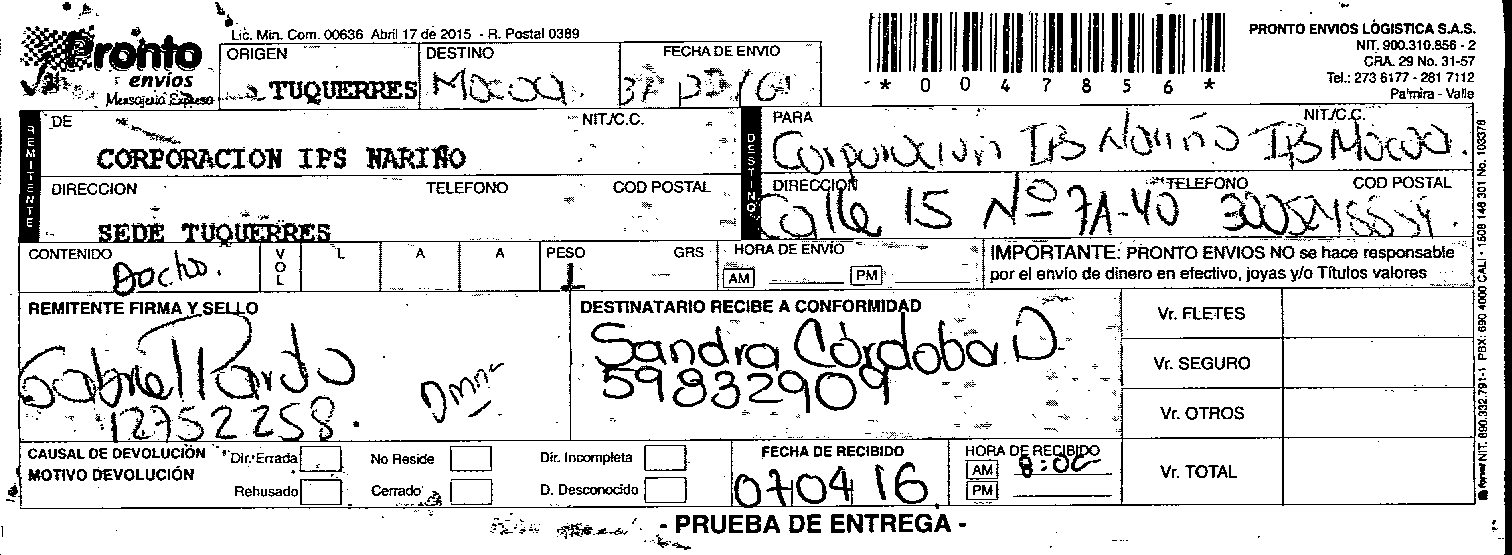 Pronto
envios
Mensajería Expresa
Lic. Min. Com. 00636 Abril 17 de 2015 - R. Postal 0389
ORIGEN
TUQUERRES
DESTINO
Mocoa.
FECHA DE ENVIO
* 0 0 4 7 8 5 6 *
PRONTO ENVIOS LÓGISTICA S.A.S.
NIT. 900.310.856 - 2
CRA. 29 No. 31-57
Tel.: 273 6177 - 281 7112
Palmira - Valle
REMITENTE
DE
NIT./C.C.
CORPORACION IPS NARIÑO
DIRECCION
TELEFONO
COD POSTAL
SEDE TUQUERRES
DESTINO
PARA
NIT./C.C.
Corporacion IPS Nariño IPS Mocoa.
DIRECCIÓN
TELEFONO
COD POSTAL
Calle 15 Nº 7A-40
CONTENIDO
Docto.
VOL
L
A
A
PESO
1
GRS
HORA DE ENVIO
AM
PM
IMPORTANTE: PRONTO ENVIOS NO se hace responsable
por el envío de dinero en efectivo, joyas y/o Títulos valores
REMITENTE FIRMA Y SELLO
Gabriel Pardo
12752258.
DESTINATARIO RECIBE A CONFORMIDAD
Sandra Córdoba D
59832909
Vr. FLETES
Vr. SEGURO
Vr. OTROS
Vr. TOTAL
CAUSAL DE DEVOLUCIÓN
MOTIVO DEVOLUCIÓN
Dir. Errada
No Reside
Dir. Incompleta
Rehusado
Cerrado
D. Desconocido
FECHA DE RECIBIDO
070416
HORA DE RECIBIDO
AM
8:00
PM
- PRUEBA DE ENTREGA -